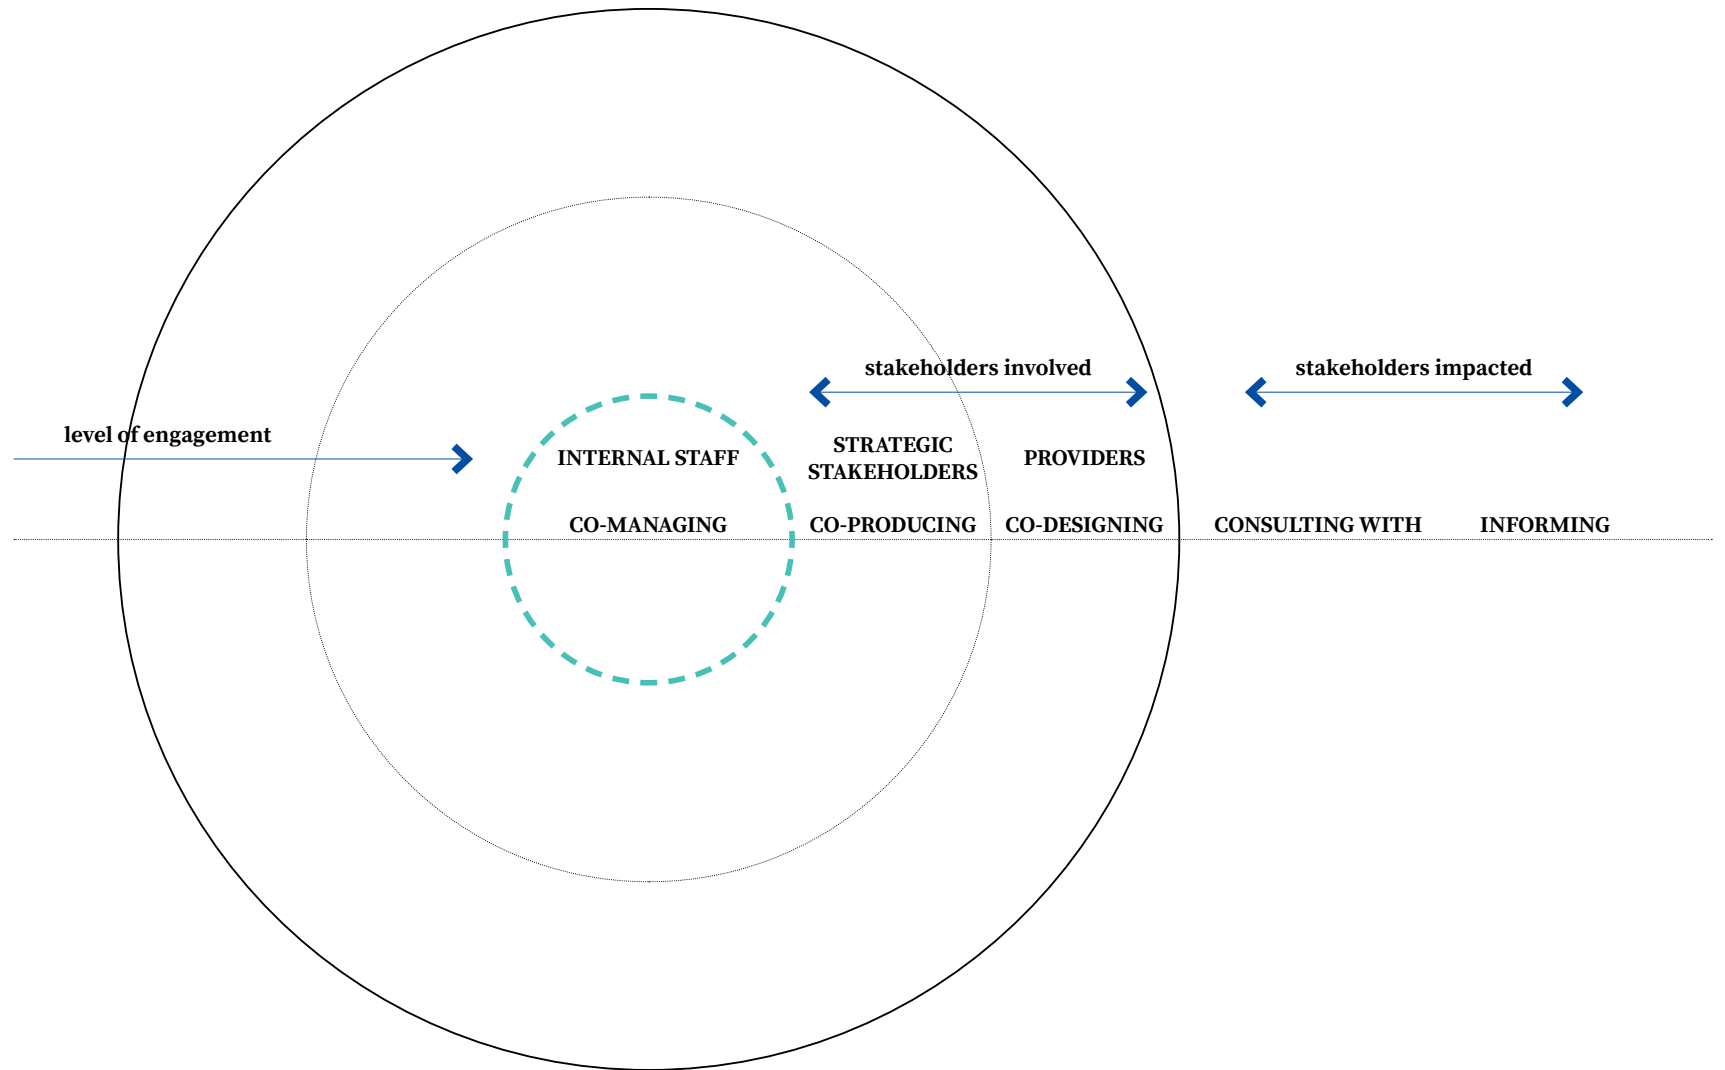 stakeholders involved
stakeholders impacted
level of engagement
INTERNAL STAFF
STRATEGIC
STAKEHOLDERS
PROVIDERS
CO-MANAGING
CO-PRODUCING
CO-DESIGNING
CONSULTING WITH
INFORMING